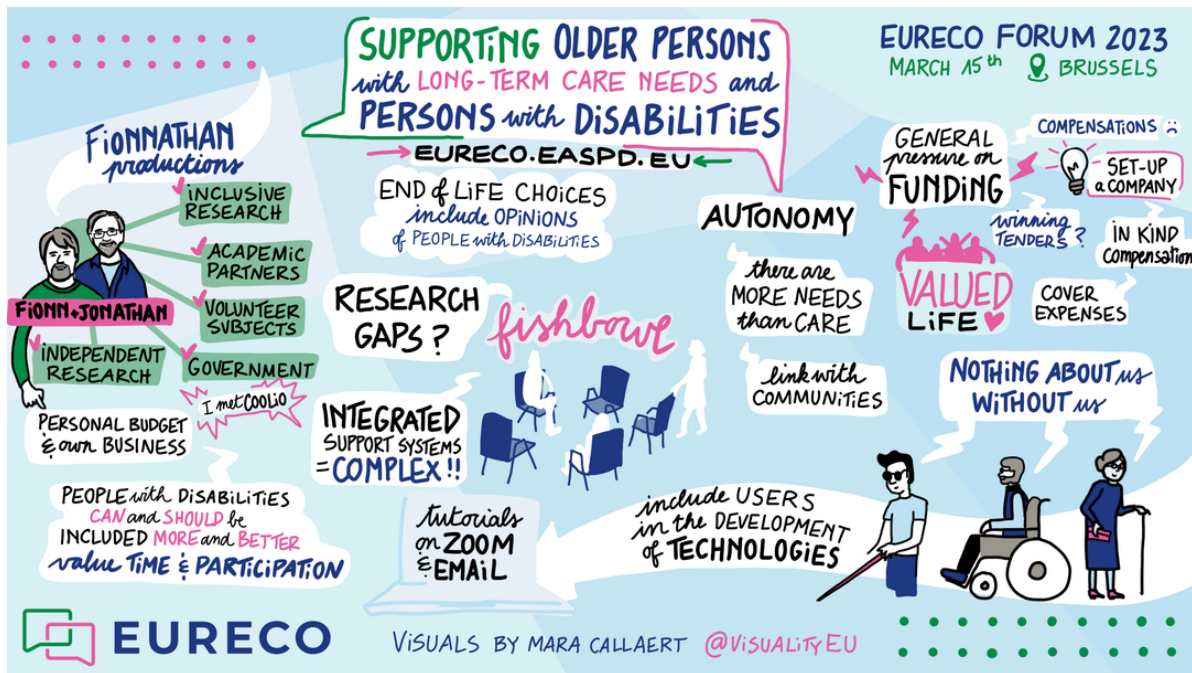 SUPPORTING OLDER PERSONS
with LONG-TERM CARE NEEDS and
PERSONS with DISABILITIES
EURECO.EASPD.EU
EURECO FORUM 2023
MARCH 15th BRUSSELS
FIONNATHAN
productions
INCLUSIVE
RESEARCH
ACADEMIC
PARTNERS
VOLUNTEER
SUBJECTS
GOVERNMENT
INDEPENDENT
RESEARCH
FIONN+JONATHAN
I met COOLIO
PERSONAL BUDGET
& own BUSINESS
PEOPLE with DISABILITIES
CAN and SHOULD be
INCLUDED MORE and BETTER
value TIME & PARTICIPATION
END of LIFE CHOICES
include OPINIONS
of PEOPLE with DISABILITIES
RESEARCH
GAPS?
fishbowl
INTEGRATED
SUPPORT SYSTEMS
= COMPLEX!!
tutorials
on ZOOM
& EMAIL
AUTONOMY
there are
MORE NEEDS
than CARE
link with
COMMUNITIES
GENERAL
pressure on
FUNDING
COMPENSATIONS :(
SET-UP
a COMPANY
winning
TENDERS?
IN KIND
compensation
VALUED
LIFE
COVER
EXPENSES
NOTHING ABOUT us
WITHOUT us
include USERS
in the DEVELOPMENT
of TECHNOLOGIES
EURECO
VISUALS BY MARA CALLAERT @VISUALITYEU